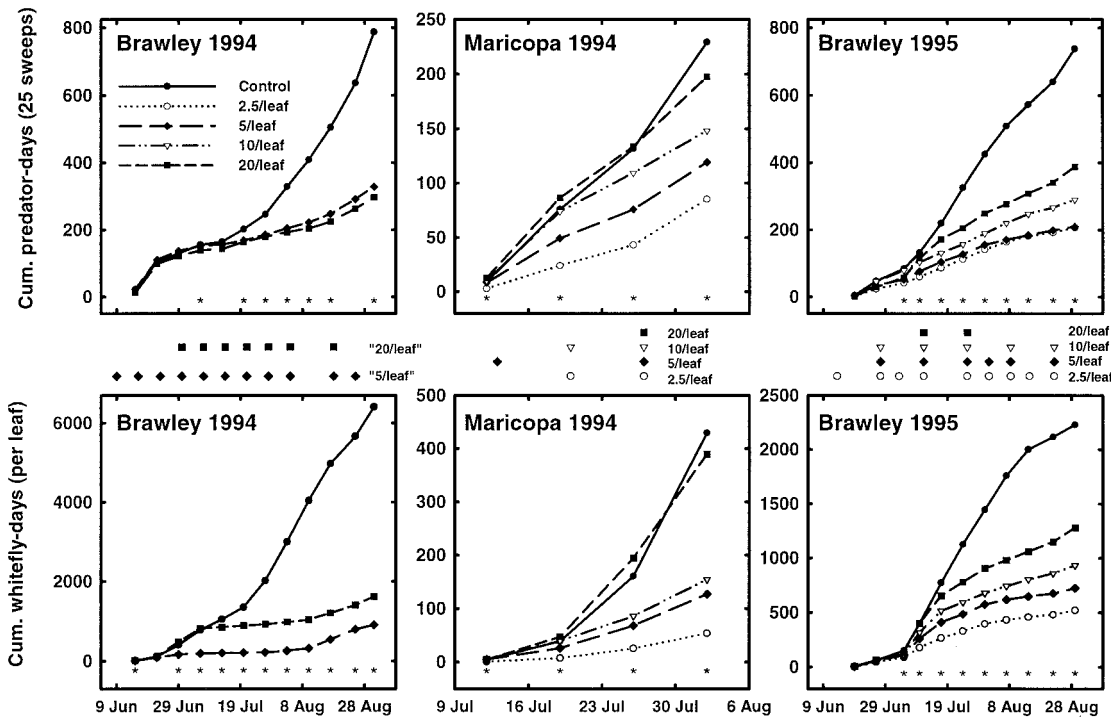 Cum. predator-days (25 sweeps)
800
600
400
200
0
Brawley 1994
Control
2.5/leaf
5/leaf
10/leaf
20/leaf
* * * * * * *
250
200
150
100
50
0
Maricopa 1994
* * * *
800
600
400
200
0
Brawley 1995
* * * * * * * * *
"20/leaf"
"5/leaf"
20/leaf
10/leaf
5/leaf
2.5/leaf
20/leaf
10/leaf
5/leaf
2.5/leaf
Cum. whitefly-days (per leaf)
6000
4000
2000
0
Brawley 1994
* * * * * * * * * * * *
9 Jun 29 Jun 19 Jul 8 Aug 28 Aug
500
400
300
200
100
0
Maricopa 1994
* * * *
9 Jul 16 Jul 23 Jul 30 Jul 6 Aug
2500
2000
1500
1000
500
0
Brawley 1995
* * * * * * * * *
9 Jun 29 Jun 19 Jul 8 Aug 28 Aug